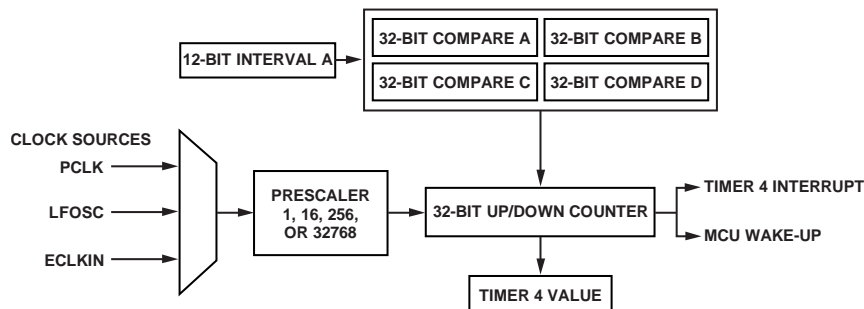 32-BIT COMPARE A
32-BIT COMPARE B
12-BIT INTERVAL A
32-BIT COMPARE C
32-BIT COMPARE D
CLOCK SOURCES
PCLK
LFOSC
ECLKIN
PRESCALER
1, 16, 256,
OR 32768
32-BIT UP/DOWN COUNTER
TIMER 4 INTERRUPT
MCU WAKE-UP
TIMER 4 VALUE